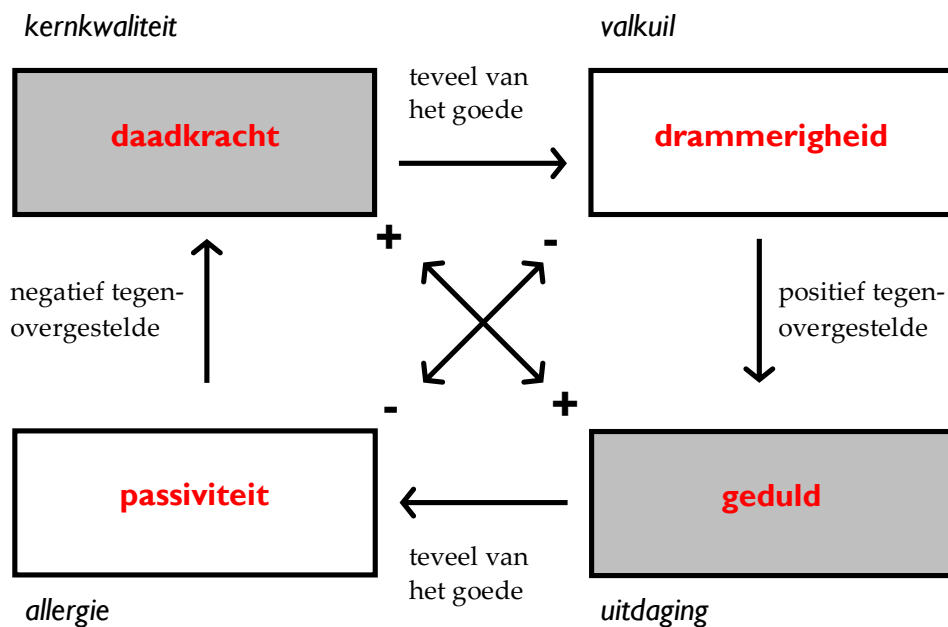 kernkwaliteit
valkuil
teveel van
het goede
daadkracht
drammerigheid
+
-
negatief tegen-
overgestelde
positief tegen-
overgestelde
-
+
passiviteit
geduld
teveel van
het goede
allergie
uitdaging